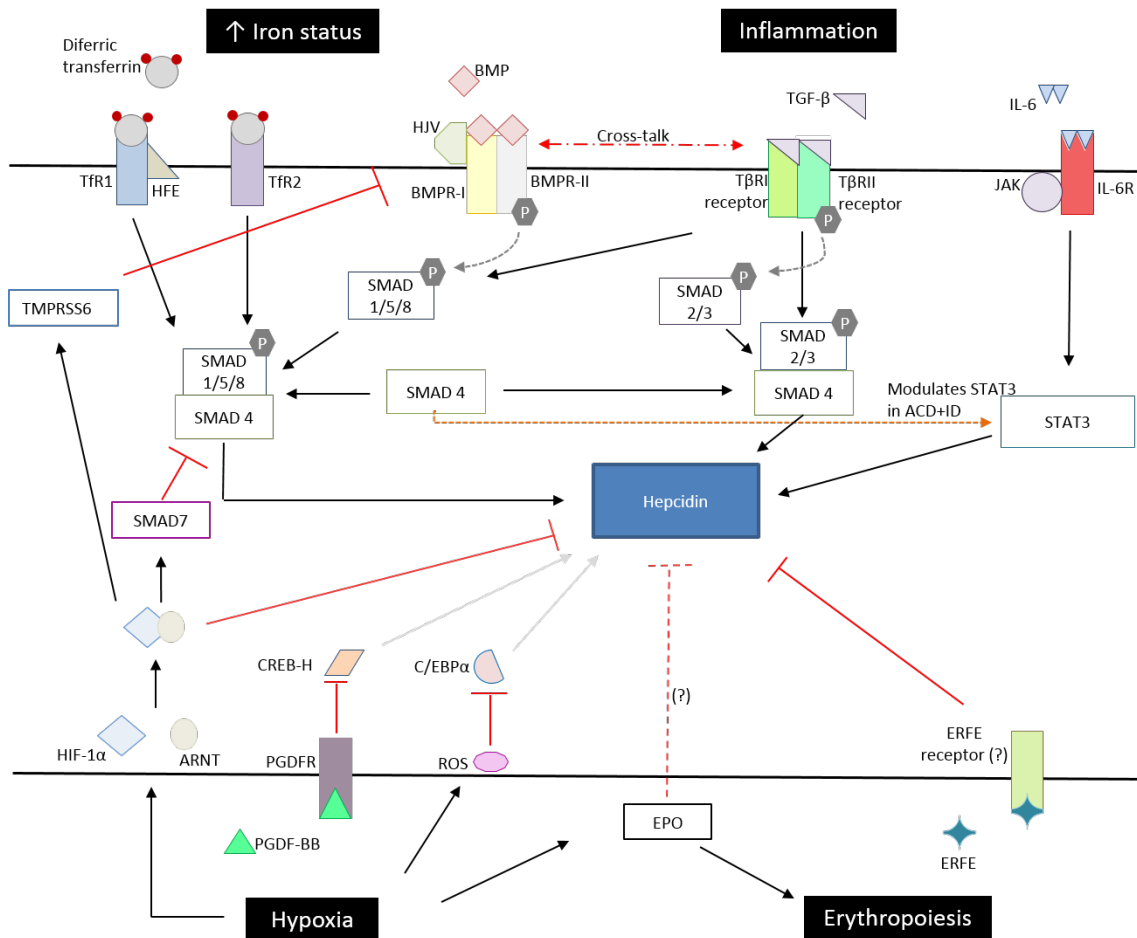 ↑ Iron status
Inflammation
Diferric
transferrin
BMP
TGF-β
IL-6
HJV
Cross-talk
TfR1
HFE
TfR2
BMPR-I
BMPR-II
TβRI
receptor
TβRII
receptor
JAK
IL-6R
P
P
TMPRSS6
P
SMAD
1/5/8
P
SMAD
2/3
P
SMAD
1/5/8
SMAD 4
P
SMAD
2/3
SMAD 4
SMAD 4
Modulates STAT3
in ACD+ID
STAT3
SMAD7
Hepcidin
CREB-H
C/EBPα
(?)
HIF-1α
ARNT
PGDFR
ROS
ERFE
receptor (?)
PGDF-BB
EPO
ERFE
Hypoxia
Erythropoiesis